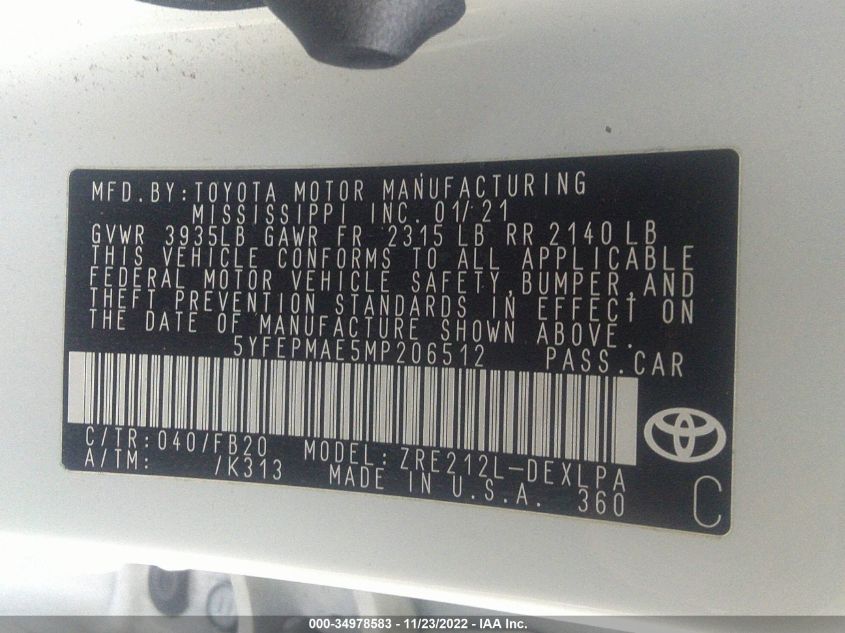 MFD.BY:TOYOTA MOTOR MANUFACTURING
MISSISSIPPI INC. 01/21
GVWR 3935LB GAWR FR 2315 LB RR 2140 LB
THIS VEHICLE CONFORMS TO ALL APPLICABLE
FEDERAL MOTOR VEHICLE SAFETY,BUMPER,AND
THEFT PREVENTION STANDARDS IN EFFECT ON
THE DATE OF MANUFACTURE SHOWN ABOVE.
5YFEPMAE5MP206512 PASS.CAR
C/TR:040/FB20 MODEL:ZRE212L-DEXLPA
A/TM: /K313 MADE IN U.S.A. 360
C
000-34978583 - 11/23/2022 - IAA Inc.